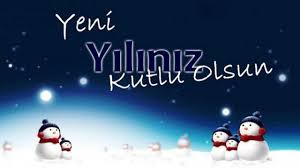 Yeni
Yılınız
Kutlu Olsun